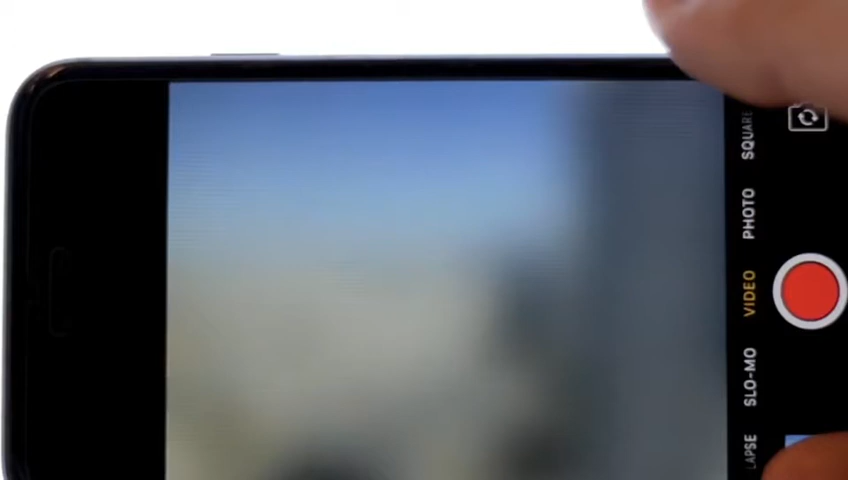 SQUARE
PHOTO
VIDEO
SLO-MO
LAPSE